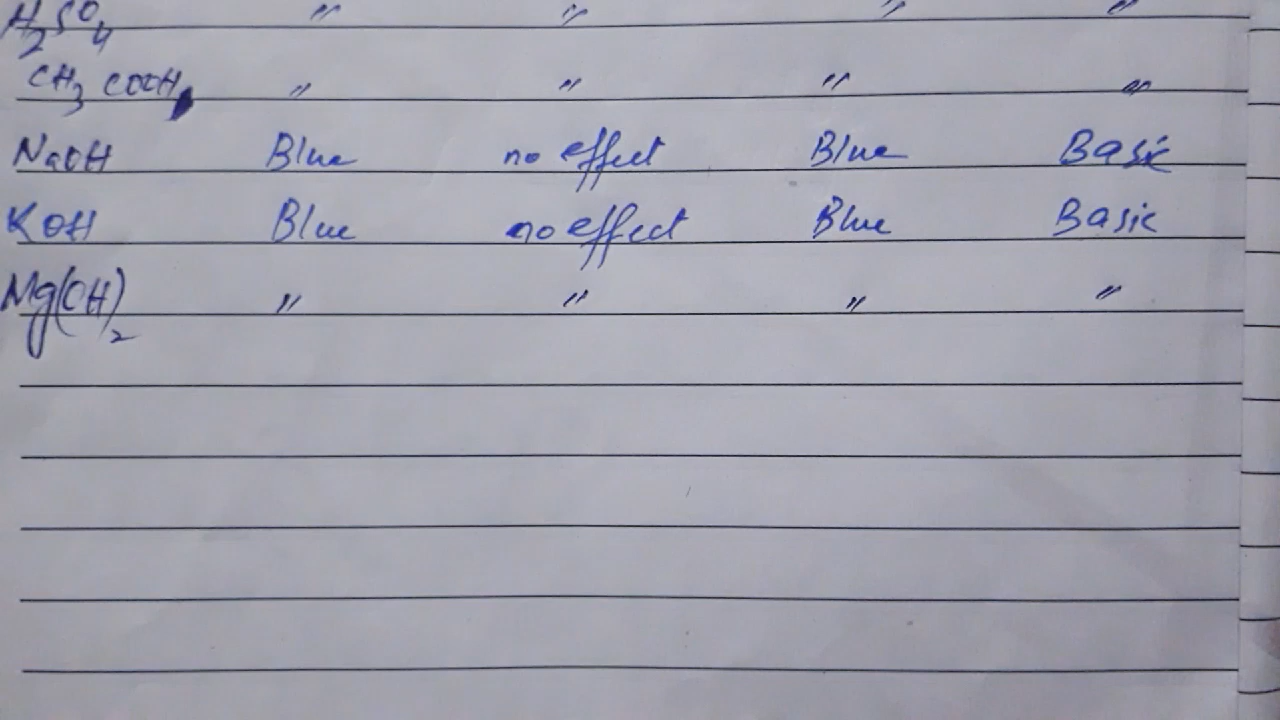 H₂SO₄ " " " "
CH₃COOH " " " "
NaOH Blue no effect Blue Basic
KOH Blue no effect Blue Basic
Mg(OH)₂ " " " "